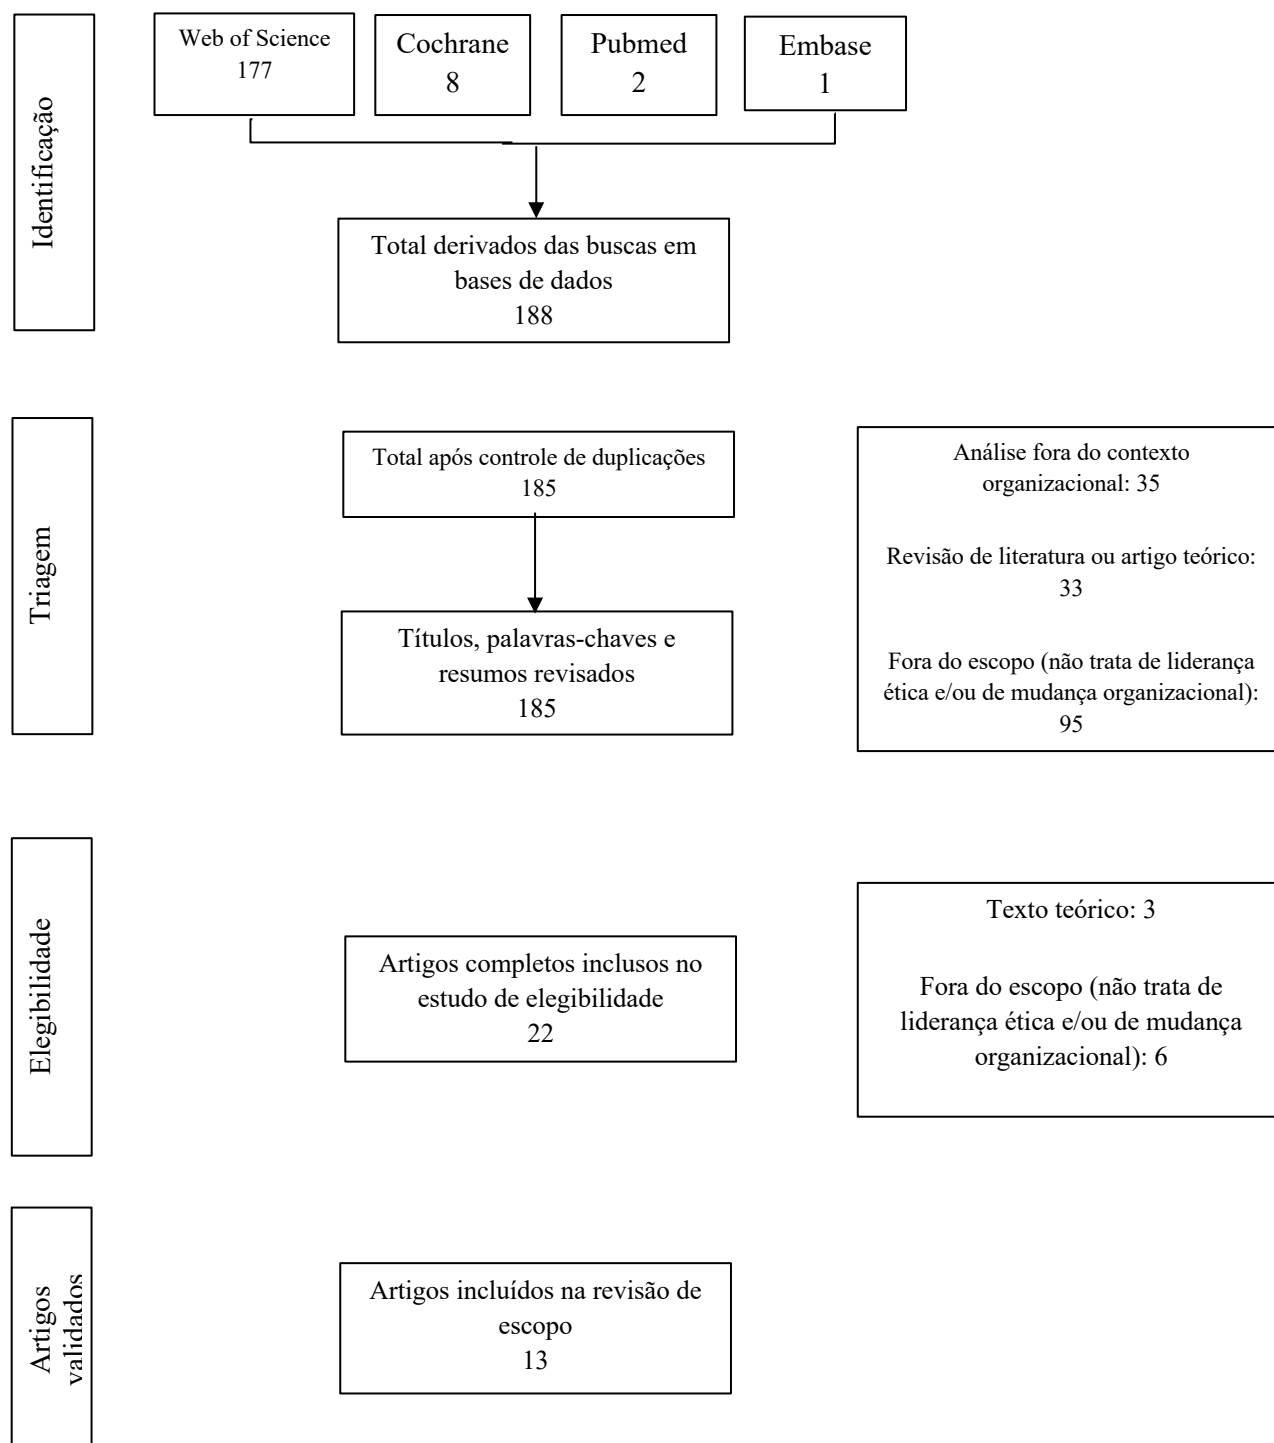 Identificação
Web of Science
177
Cochrane
8
Pubmed
2
Embase
1
Total derivados das buscas em
bases de dados
188
Triagem
Total após controle de duplicações
185
Títulos, palavras-chaves e
resumos revisados
185
Análise fora do contexto
organizacional: 35
Revisão de literatura ou artigo teórico:
33
Fora do escopo (não trata de liderança
ética e/ou de mudança organizacional):
95
Elegibilidade
Artigos completos inclusos no
estudo de elegibilidade
22
Texto teórico: 3
Fora do escopo (não trata de
liderança ética e/ou de mudança
organizacional): 6
Artigos
validados
Artigos incluídos na revisão de
escopo
13